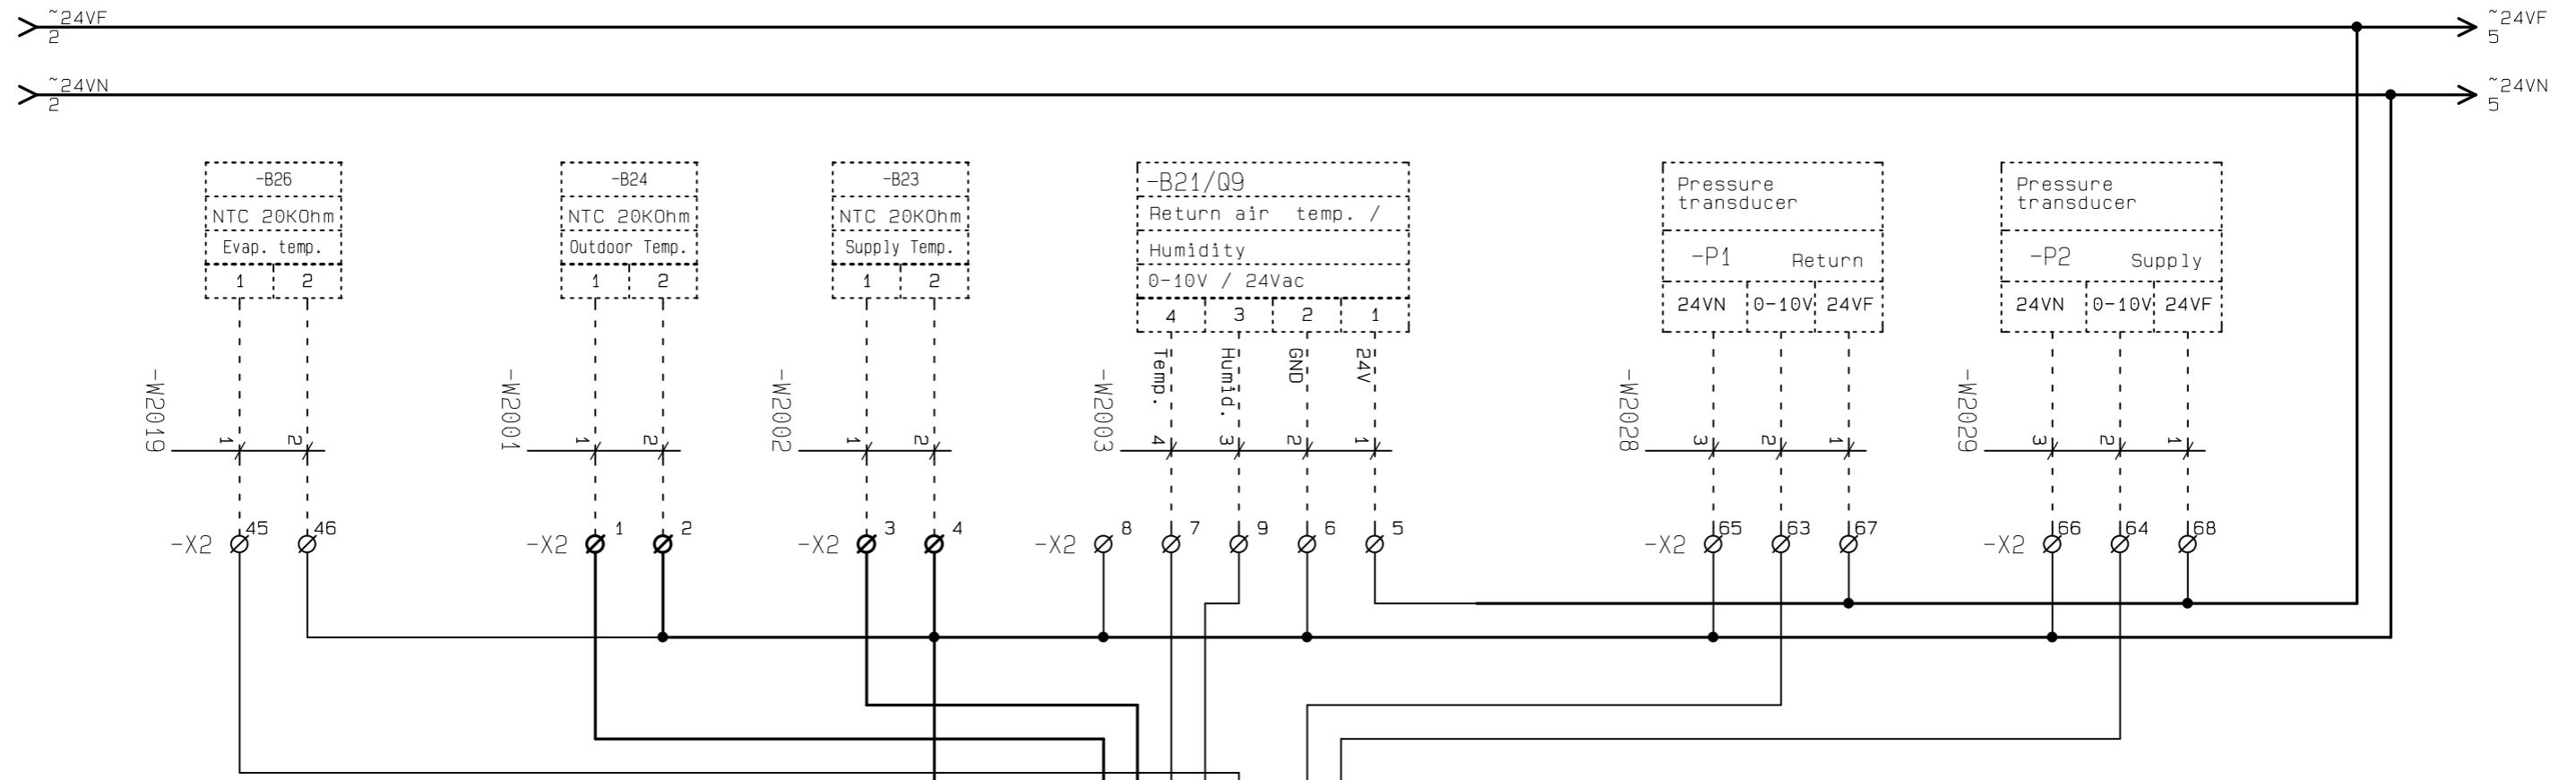 ~24VF
2
~24VF
5
~24VN
2
~24VN
5
-B26
NTC 20KOhm
Evap. temp.
1 2
-B24
NTC 20KOhm
Outdoor Temp.
1 2
-B23
NTC 20KOhm
Supply Temp.
1 2
-B21/Q9
Return air temp. /
Humidity
0-10V / 24Vac
4 3 2 1
Pressure
transducer
-P1 Return
24VN 0-10V 24VF
Pressure
transducer
-P2 Supply
24VN 0-10V 24VF
Temp.
Humid.
GND
24V
-W2019
1 2
-W2001
1 2
-W2002
1 2
-W2003
4 3 2 1
-W2028
3 2 1
-W2029
3 2 1
-X2 45 46
-X2 1 2
-X2 3 4
-X2 8 7 9 6 5
-X2 65 63 67
-X2 66 64 68